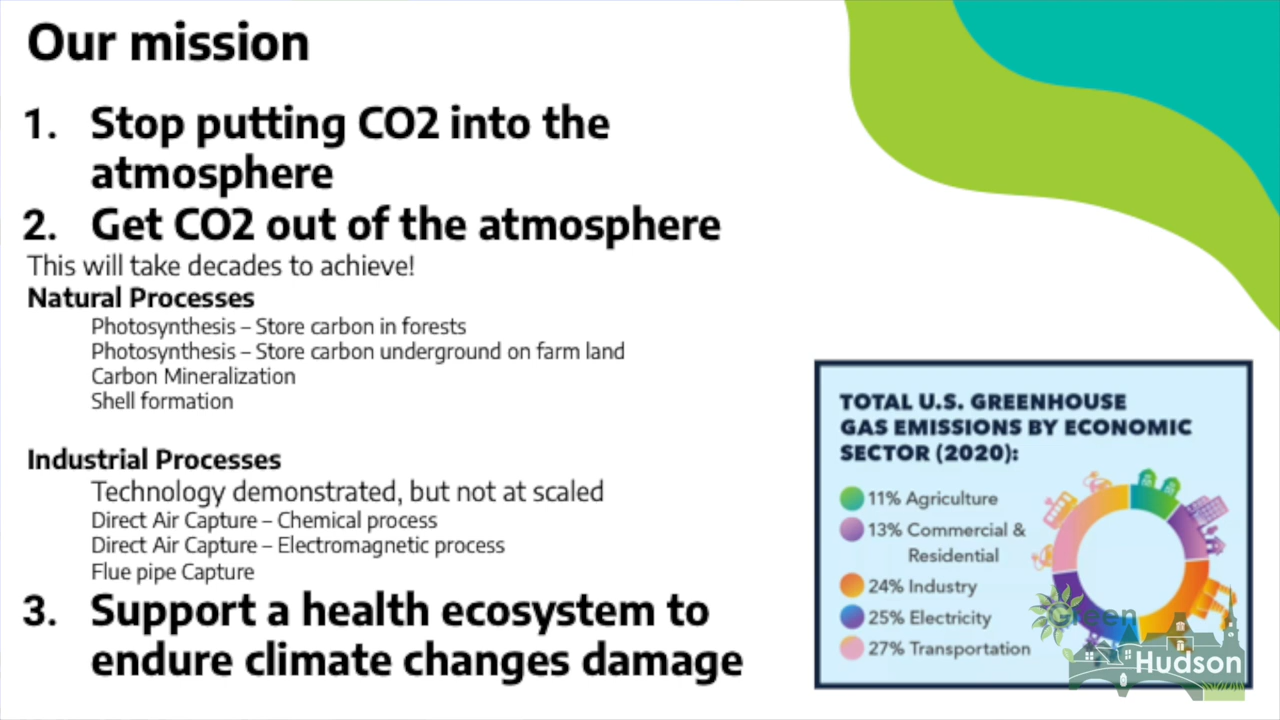 Our mission
1. Stop putting CO2 into the
atmosphere
2. Get CO2 out of the atmosphere
This will take decades to achieve!
Natural Processes
Photosynthesis – Store carbon in forests
Photosynthesis – Store carbon underground on farm land
Carbon Mineralization
Shell formation
Industrial Processes
Technology demonstrated, but not at scaled
Direct Air Capture – Chemical process
Direct Air Capture – Electromagnetic process
Flue pipe Capture
3. Support a health ecosystem to
endure climate changes damage
TOTAL U.S. GREENHOUSE
GAS EMISSIONS BY ECONOMIC
SECTOR (2020):
11% Agriculture
13% Commercial &
Residential
24% Industry
25% Electricity
27% Transportation
Green
Hudson